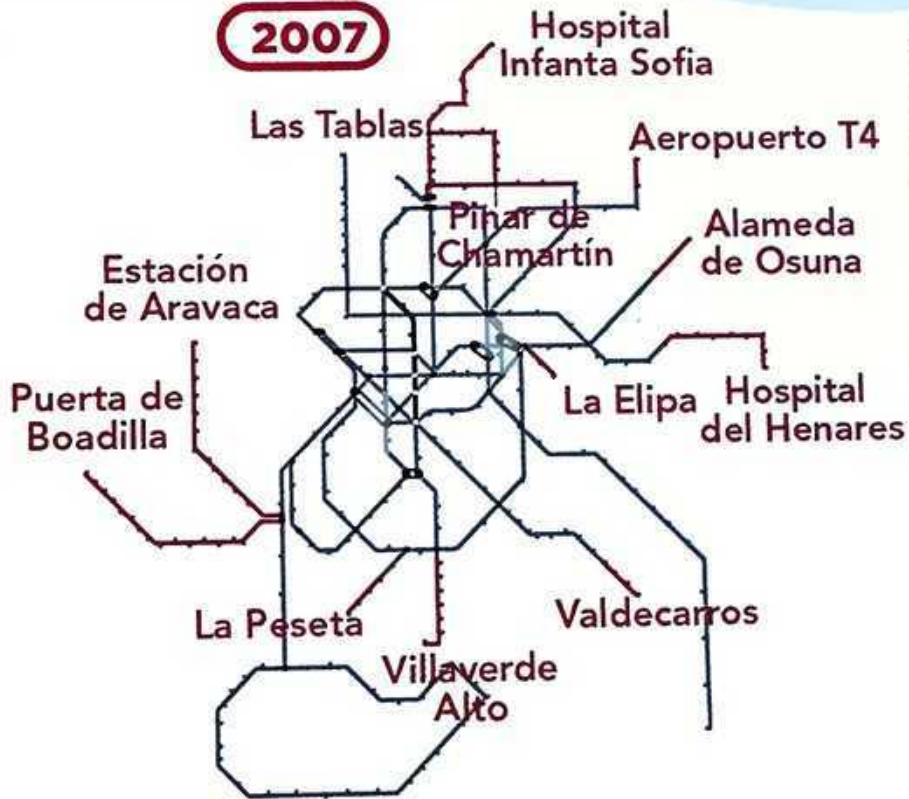 2007
Hospital
Infanta Sofia
Las Tablas
Aeropuerto T4
Pinar de
Chamartín
Alameda
de Osuna
Estación
de Aravaca
Puerta de
Boadilla
La Elipa
Hospital
del Henares
La Peseta
Valdecarros
Villaverde
Alto